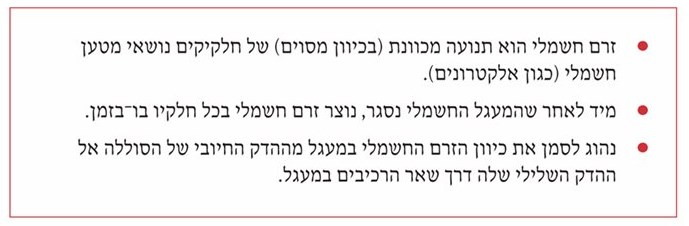 • זרם חשמלי הוא תנועה מכוונת (בכיוון מסוים) של חלקיקים נושאי מטען
חשמלי (כגון אלקטרונים).
• מיד לאחר שהמעגל החשמלי נסגר, נוצר זרם חשמלי בכל חלקיו בו־בזמן.
• נהוג לסמן את כיוון הזרם החשמלי במעגל מההדק החיובי של הסוללה אל
ההדק השלילי שלה דרך שאר הרכיבים במעגל.